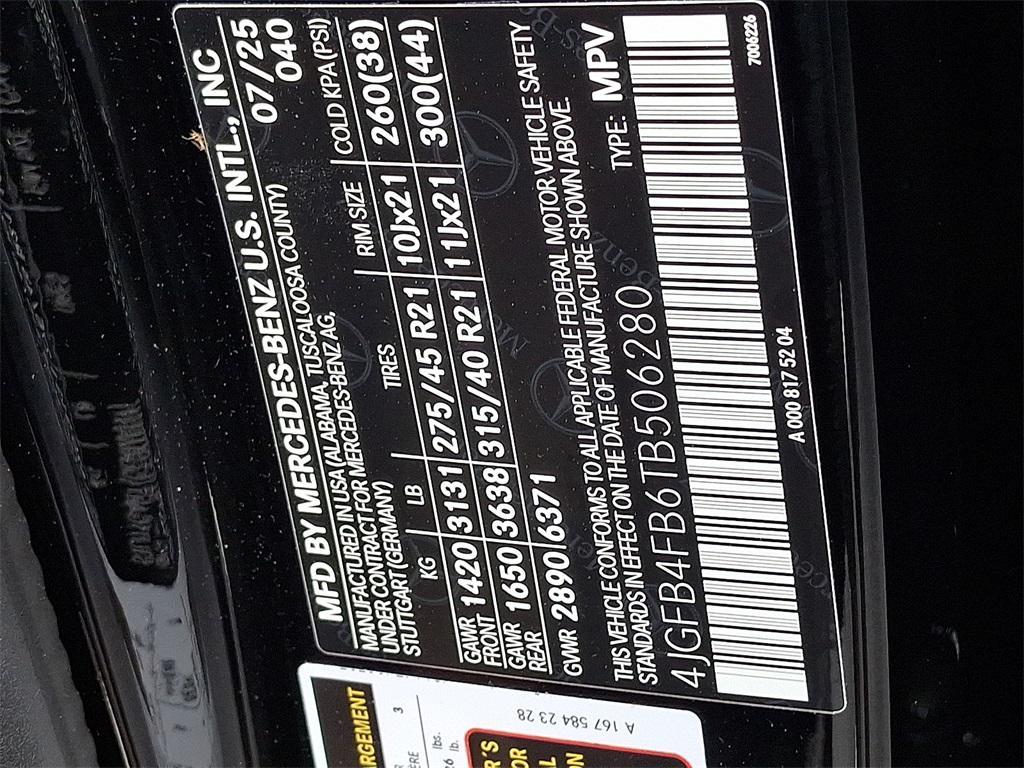 MFD BY MERCEDES-BENZ U.S. INTL., INC
MANUFACTURED IN USA (ALABAMA, TUSCALOOSA COUNTY) 07/25
UNDER CONTRACT FOR MERCEDES-BENZ AG, 040
STUTTGART (GERMANY)
KG LB TIRES RIM SIZE COLD KPA (PSI)
GAWR FRONT 1420 3131 275/45 R21 10Jx21 260(38)
GAWR REAR 1650 3638 315/40 R21 11Jx21 300(44)
GVWR 2890 6371
THIS VEHICLE CONFORMS TO ALL APPLICABLE FEDERAL MOTOR VEHICLE SAFETY
STANDARDS IN EFFECT ON THE DATE OF MANUFACTURE SHOWN ABOVE.
4JGFB4FB6TB506280 TYPE: MPV
A 000 817 52 04 7006226
3
lbs.
lb.
A 167 584 23 28